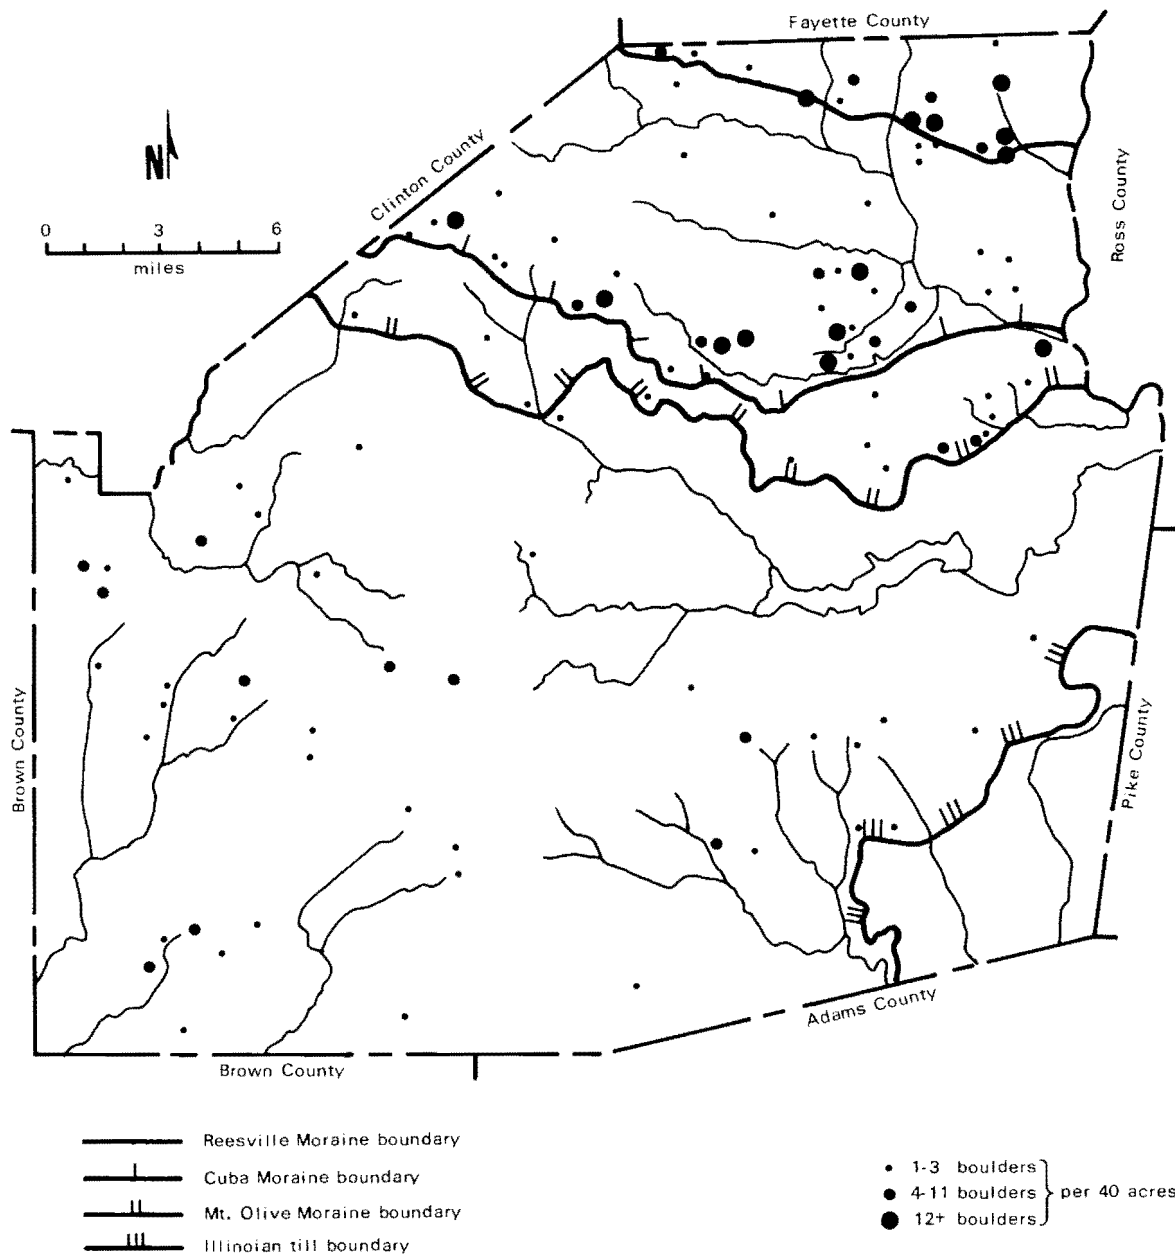 Fayette County
Clinton County
N
0 3 6
miles
Ross County
Brown County
Pike County
Adams County
Brown County
Reesville Moraine boundary
Cuba Moraine boundary
Mt. Olive Moraine boundary
Illinoian till boundary
1-3 boulders
4-11 boulders
per 40 acres
12+ boulders